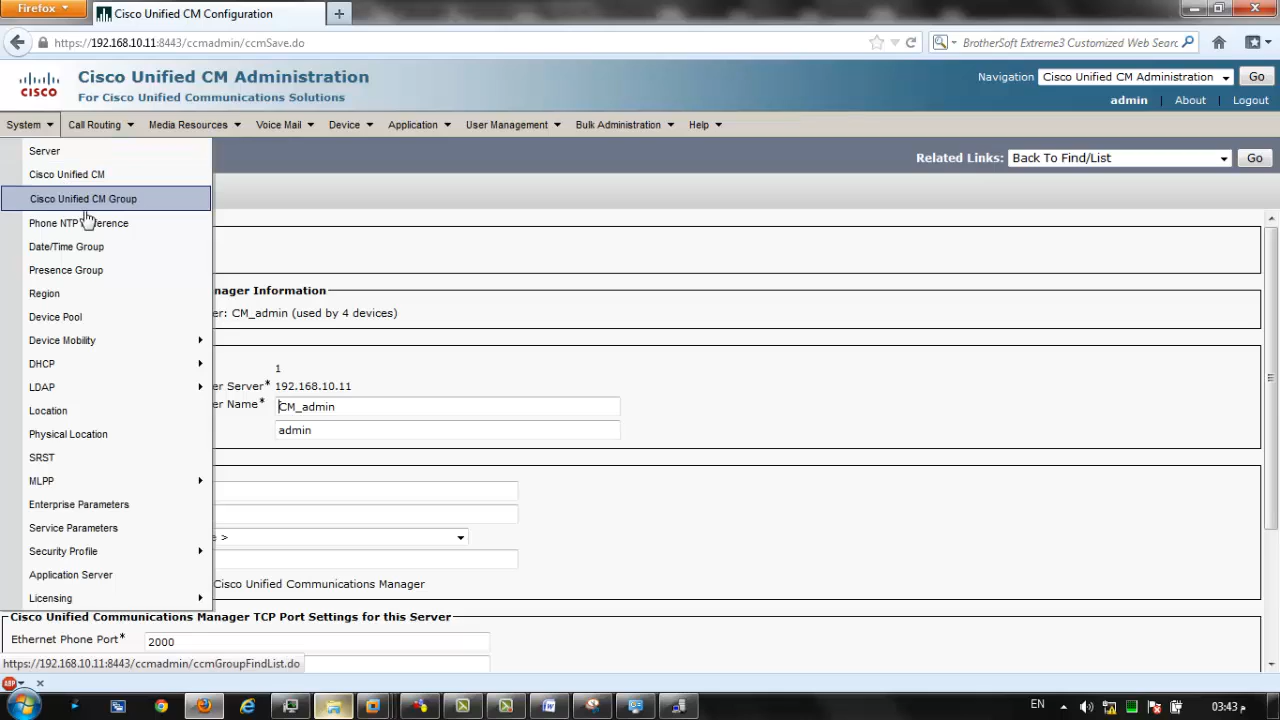 Firefox
Cisco Unified CM Configuration
https://192.168.10.11:8443/ccmadmin/ccmSave.do
BrotherSoft Extreme3 Customized Web Searc
CISCO
Cisco Unified CM Administration
For Cisco Unified Communications Solutions
Navigation Cisco Unified CM Administration Go
admin | About | Logout
System Call Routing Media Resources Voice Mail Device Application User Management Bulk Administration Help
Related Links: Back To Find/List Go
Server
Cisco Unified CM
Cisco Unified CM Group
Phone NTP erence
Date/Time Group
Presence Group
Region
Device Pool
Device Mobility
DHCP
LDAP
Location
Physical Location
SRST
MLPP
Enterprise Parameters
Service Parameters
Security Profile
Application Server
Licensing
nager Information
er: CM_admin (used by 4 devices)
1
er Server* 192.168.10.11
er Name* CM_admin
admin
e >
Cisco Unified Communications Manager
Cisco Unified Communications Manager TCP Port Settings for this Server
Ethernet Phone Port* 2000
https://192.168.10.11:8443/ccmadmin/ccmGroupFindList.do
ABP
EN
03:43 م